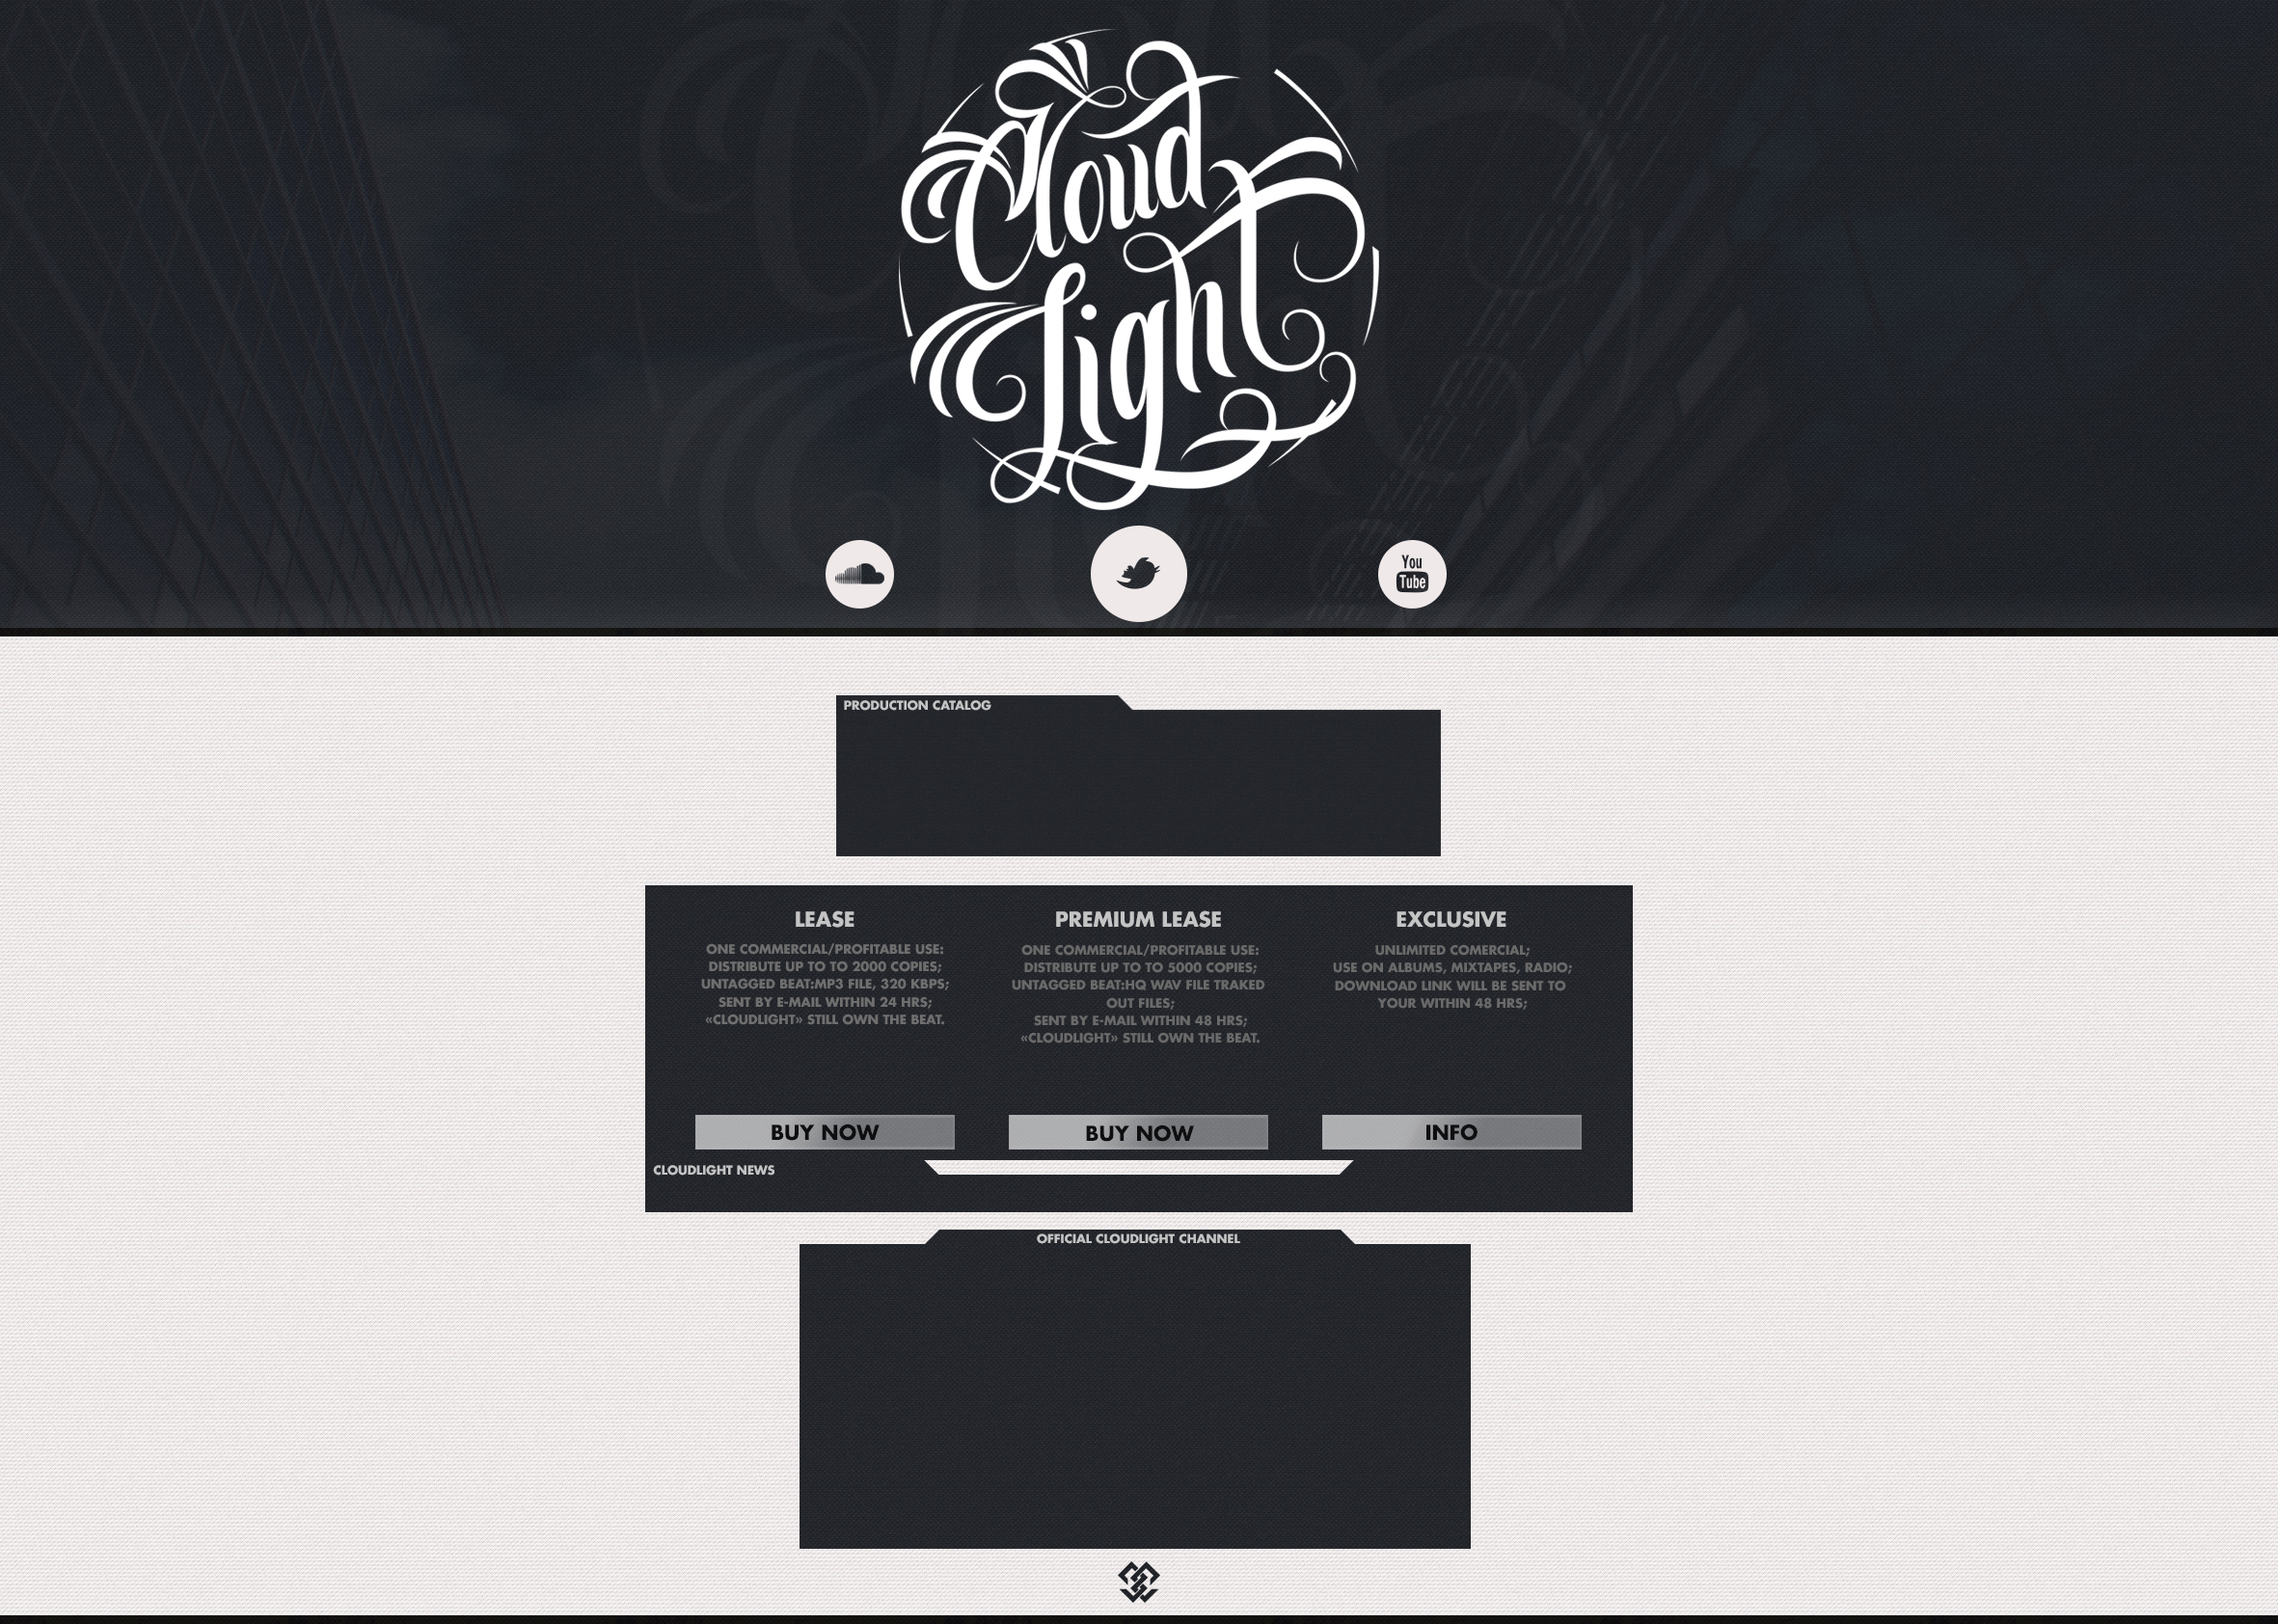 Cloud
Light
You
Tube
PRODUCTION CATALOG
LEASE
ONE COMMERCIAL/PROFITABLE USE:
DISTRIBUTE UP TO TO 2000 COPIES;
UNTAGGED BEAT:MP3 FILE, 320 KBPS;
SENT BY E-MAIL WITHIN 24 HRS;
«CLOUDLIGHT» STILL OWN THE BEAT.
BUY NOW
PREMIUM LEASE
ONE COMMERCIAL/PROFITABLE USE:
DISTRIBUTE UP TO TO 5000 COPIES;
UNTAGGED BEAT:HQ WAV FILE TRAKED
OUT FILES;
SENT BY E-MAIL WITHIN 48 HRS;
«CLOUDLIGHT» STILL OWN THE BEAT.
BUY NOW
EXCLUSIVE
UNLIMITED COMERCIAL;
USE ON ALBUMS, MIXTAPES, RADIO;
DOWNLOAD LINK WILL BE SENT TO
YOUR WITHIN 48 HRS;
INFO
CLOUDLIGHT NEWS
OFFICIAL CLOUDLIGHT CHANNEL